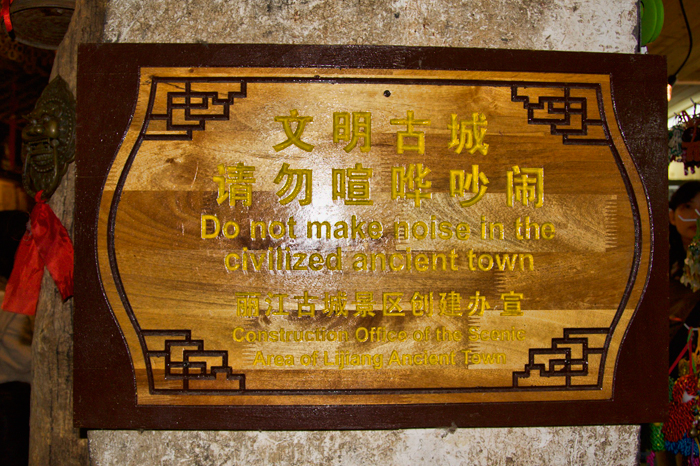 文明古城
请勿喧哗吵闹
Do not make noise in the
civilized ancient town
丽江古城景区创建办宣
Construction Office of the Scenic
Area of Lijiang Ancient Town